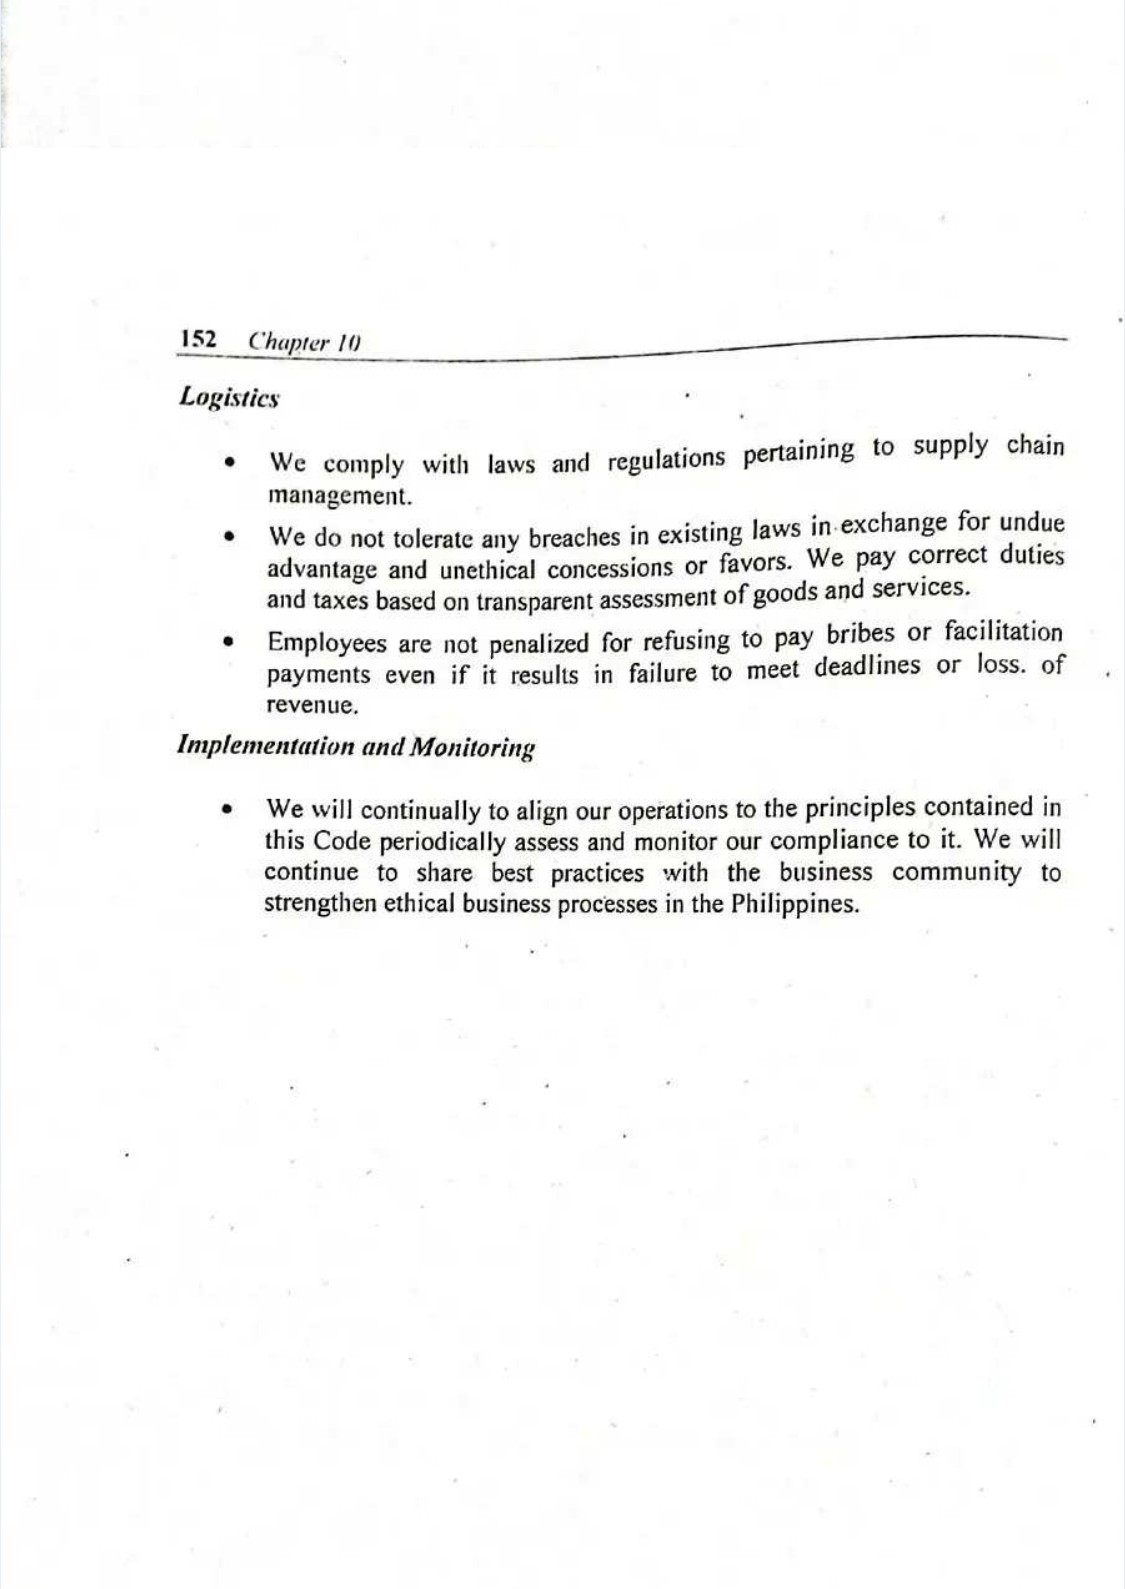 152 Chapter 10
Logistics
• We comply with laws and regulations pertaining to supply chain
management.
• We do not tolerate any breaches in existing laws in exchange for undue
advantage and unethical concessions or favors. We pay correct duties
and taxes based on transparent assessment of goods and services.
• Employees are not penalized for refusing to pay bribes or facilitation
payments even if it results in failure to meet deadlines or loss. of
revenue.
Implementation and Monitoring
• We will continually to align our operations to the principles contained in
this Code periodically assess and monitor our compliance to it. We will
continue to share best practices with the business community to
strengthen ethical business processes in the Philippines.